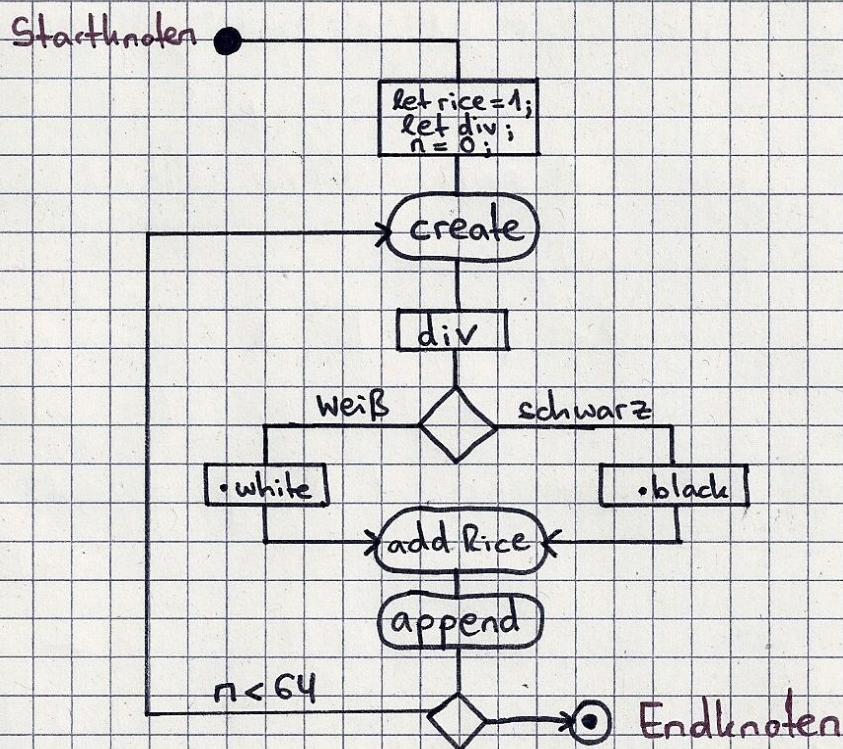 Startknoten
let rice=1;
let div;
n = 0;
create
div
weiß
schwarz
.white
.black
add Rice
append
n < 64
Endknoten